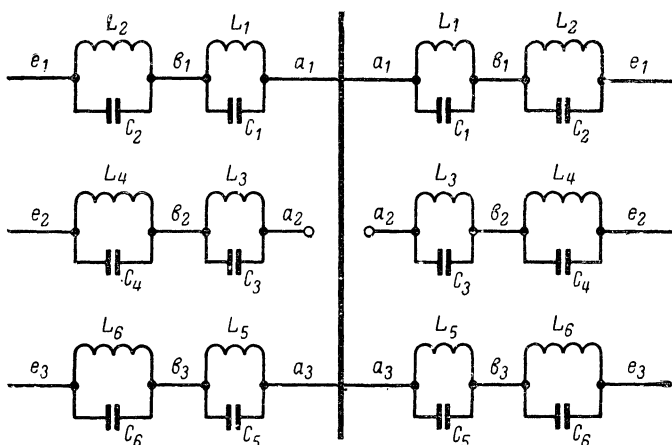 L2 L1 L1 L2
e1 в1 a1 a1 в1 e1
C2 C1 C1 C2
L4 L3 L3 L4
e2 в2 a2 a2 в2 e2
C4 C3 C3 C4
L6 L5 L5 L6
e3 в3 a3 a3 в3 e3
C6 C5 C5 C6